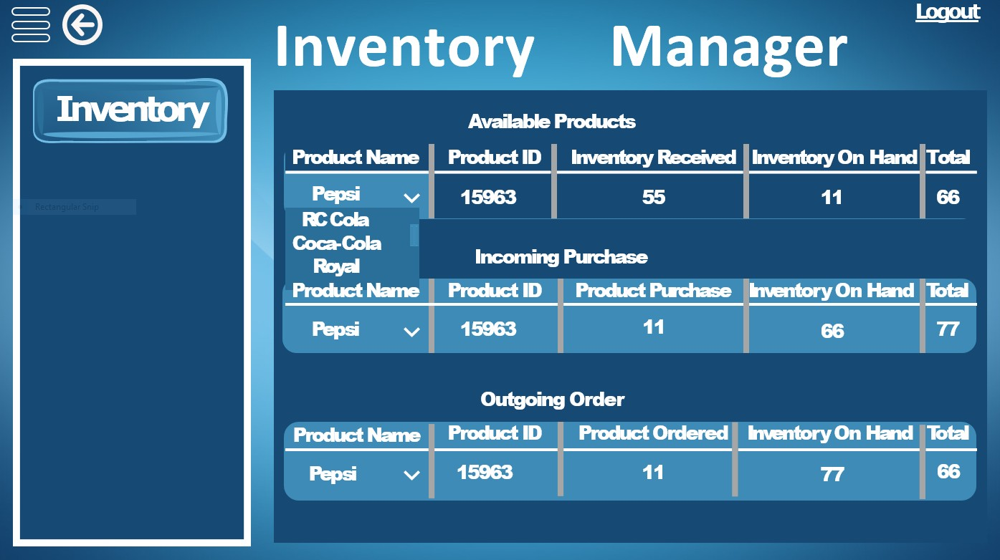 Logout
Inventory Manager
Inventory
Rectangular Snip
Available Products
Product Name Product ID Inventory Received Inventory On Hand Total
Pepsi 15963 55 11 66
RC Cola
Coca-Cola
Royal
Incoming Purchase
Product Name Product ID Product Purchase Inventory On Hand Total
Pepsi 15963 11 66 77
Outgoing Order
Product Name Product ID Product Ordered Inventory On Hand Total
Pepsi 15963 11 77 66